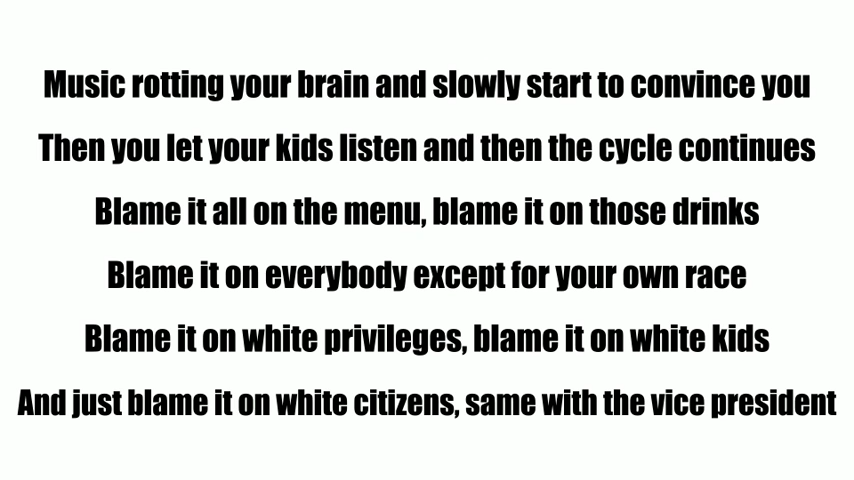 Music rotting your brain and slowly start to convince you
Then you let your kids listen and then the cycle continues
Blame it all on the menu, blame it on those drinks
Blame it on everybody except for your own race
Blame it on white privileges, blame it on white kids
And just blame it on white citizens, same with the vice president